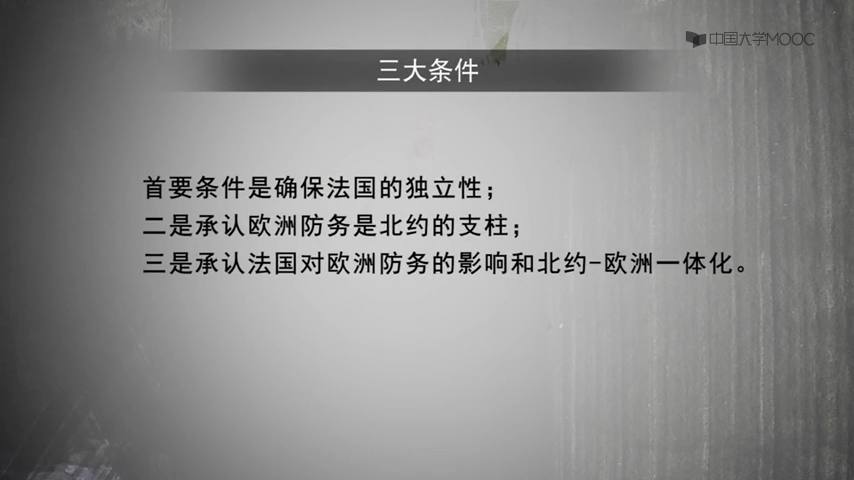 中国大学MOOC
三大条件
首要条件是确保法国的独立性；
二是承认欧洲防务是北约的支柱；
三是承认法国对欧洲防务的影响和北约-欧洲一体化。